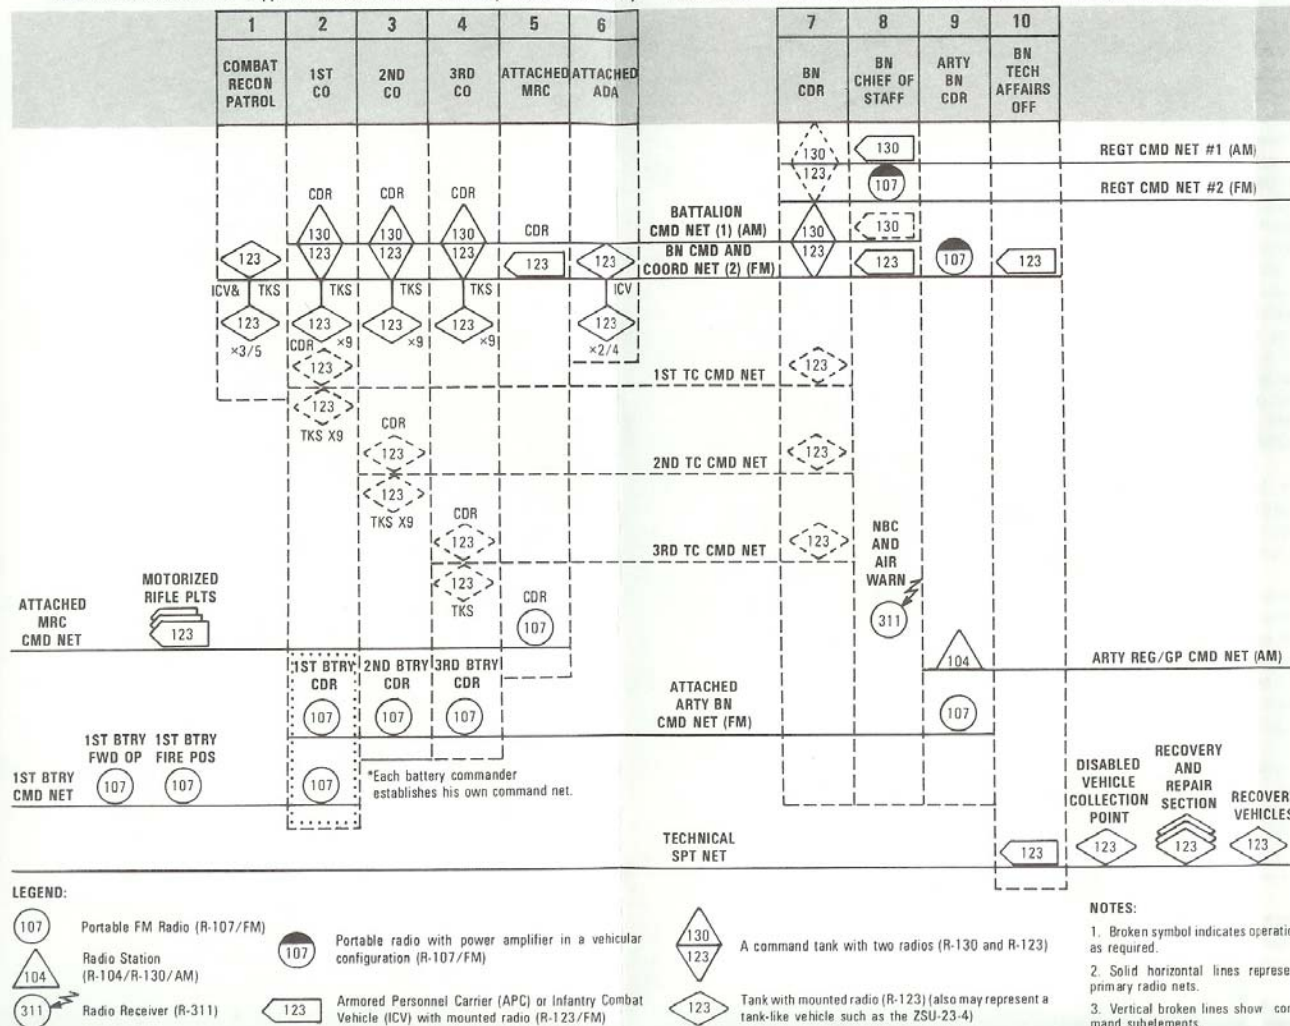 1 2 3 4 5 6 7 8 9 10
COMBAT
RECON
PATROL
1ST
CO
2ND
CO
3RD
CO
ATTACHED
MRC
ATTACHED
ADA
BN
CDR
BN
CHIEF OF
STAFF
ARTY
BN
CDR
BN
TECH
AFFAIRS
OFF
130
123
130
REGT CMD NET #1 (AM)
107
REGT CMD NET #2 (FM)
CDR CDR CDR CDR
130 130 130
BATTALION
CMD NET (1) (AM)
130 130
123 123 123 123 123 123
BN CMD AND
COORD NET (2) (FM)
123 123 107 123
ICV& TKS TKS TKS TKS ICV
123 123 123 123 123
×3/5 ×9 ×9 ×9 ×2/4
CDR
123
1ST TC CMD NET
123
123
TKS X9
CDR
123
2ND TC CMD NET
123
123
TKS X9
CDR
123
3RD TC CMD NET
123
123
TKS
NBC
AND
AIR
WARN
311
ATTACHED
MRC
CMD NET
MOTORIZED
RIFLE PLTS
123
CDR
107
104
ARTY REG/GP CMD NET (AM)
1ST BTRY
CDR
2ND BTRY
CDR
3RD BTRY
CDR
107 107 107
ATTACHED
ARTY BN
CMD NET (FM)
107
1ST BTRY
CMD NET
1ST BTRY
FWD OP
107
1ST BTRY
FIRE POS
107
107
*Each battery commander
establishes his own command net.
TECHNICAL
SPT NET
123
DISABLED
VEHICLE
COLLECTION
POINT
123
RECOVERY
AND
REPAIR
SECTION
123
VEHICLES
123
LEGEND:
107 Portable FM Radio (R-107/FM)
104 Radio Station
(R-104/R-130/AM)
311 Radio Receiver (R-311)
107 Portable radio with power amplifier in a vehicular
configuration (R-107/FM)
123 Armored Personnel Carrier (APC) or Infantry Combat
Vehicle (ICV) with mounted radio (R-123/FM)
130
123
A command tank with two radios (R-130 and R-123)
123 Tank with mounted radio (R-123) (also may represent a
tank-like vehicle such as the ZSU-23-4)
NOTES:
1. Broken symbol indicates
as required.
2. Solid horizontal lines
primary radio nets.
3. Vertical broken lines show
mand subelements.